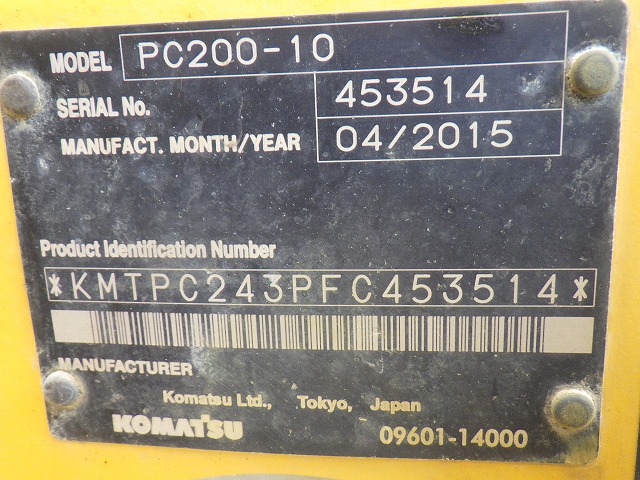 MODEL PC200-10
SERIAL No. 453514
MANUFACT. MONTH/YEAR 04/2015
Product Identification Number
*KMTPC243PFC453514*
MANUFACTURER
Komatsu Ltd., Tokyo, Japan
KOMATSU 09601-14000